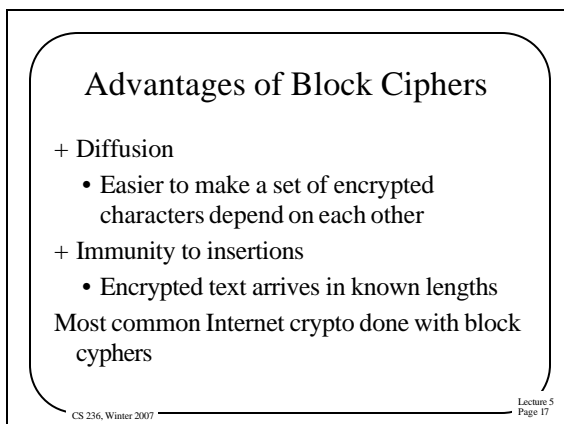 Advantages of Block Ciphers
+ Diffusion
• Easier to make a set of encrypted
characters depend on each other
+ Immunity to insertions
• Encrypted text arrives in known lengths
Most common Internet crypto done with block
cyphers
CS 236, Winter 2007
Lecture 5
Page 17